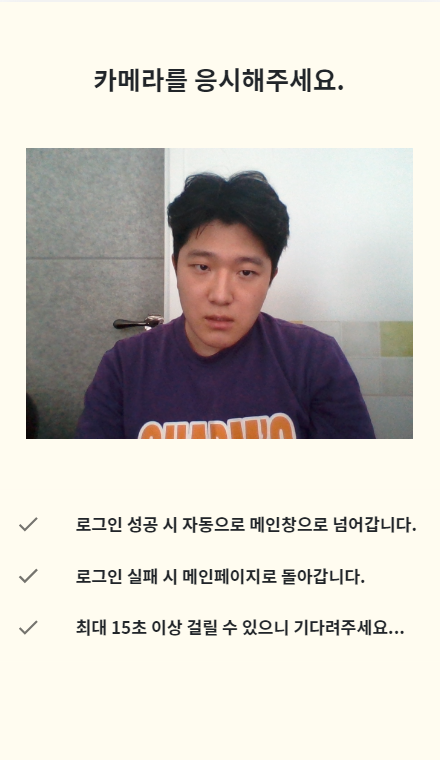 카메라를 응시해주세요.
로그인 성공 시 자동으로 메인창으로 넘어갑니다.
로그인 실패 시 메인페이지로 돌아갑니다.
최대 15초 이상 걸릴 수 있으니 기다려주세요...